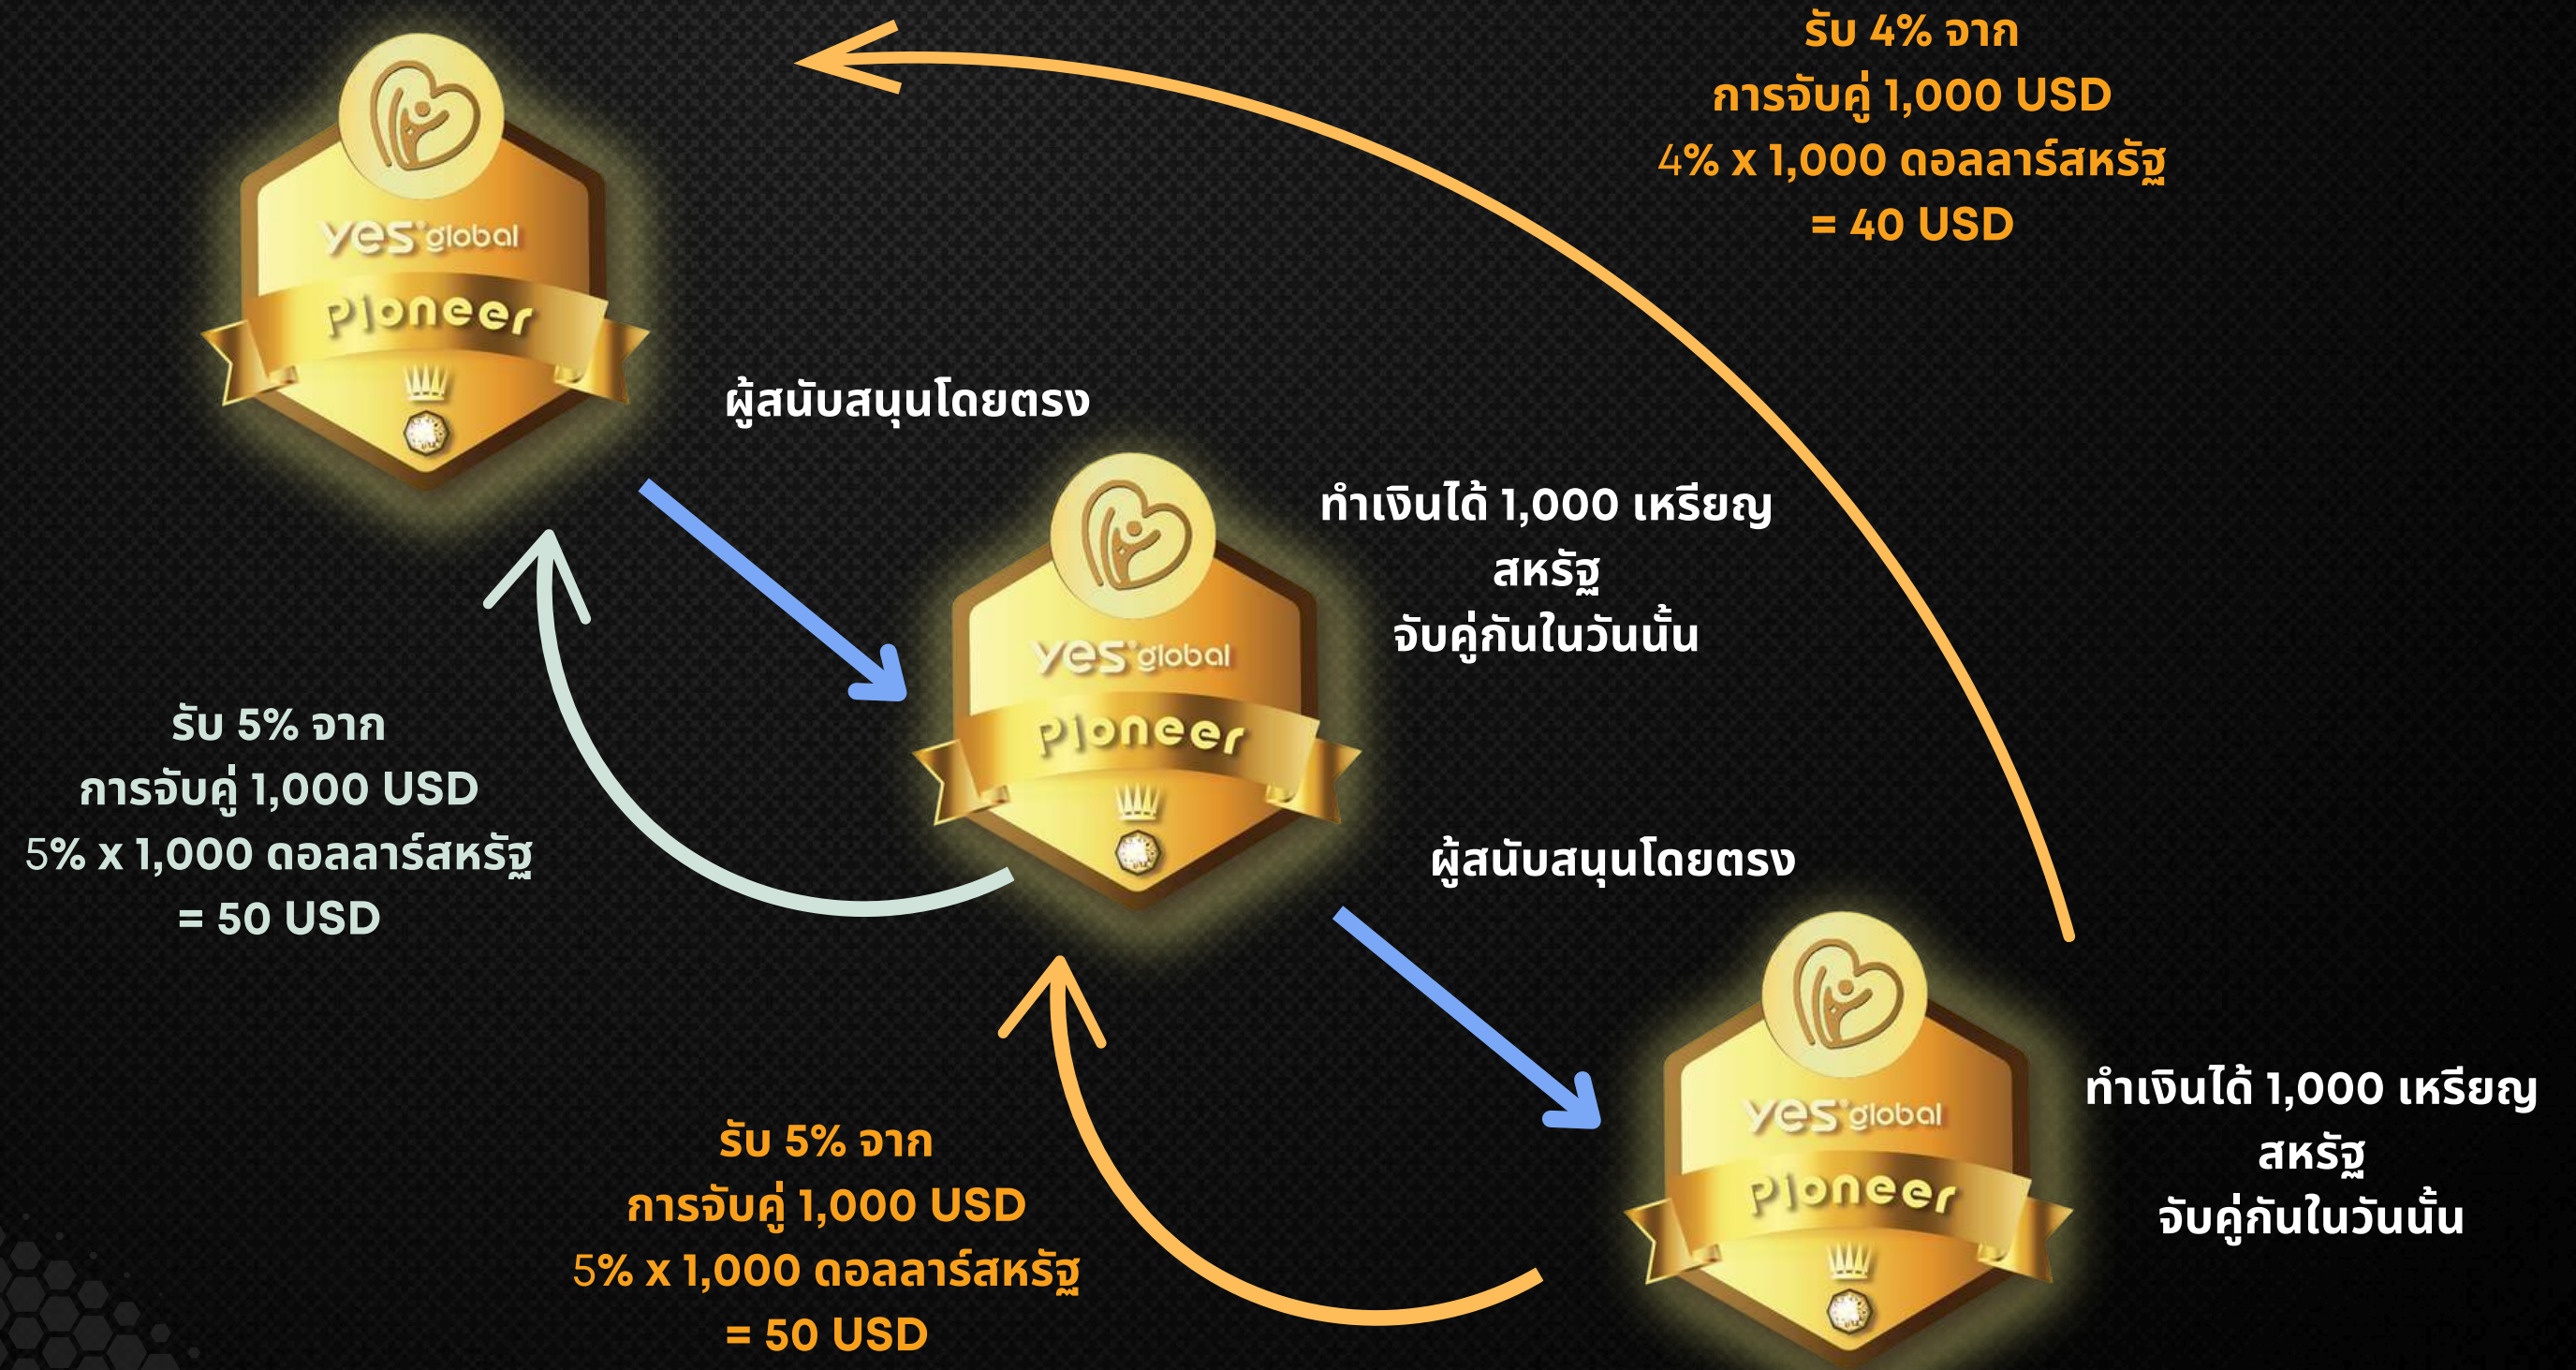 รับ 4% จาก
การจับคู่ 1,000 USD
4% x 1,000 ดอลลาร์สหรัฐ
= 40 USD
yes global
Pioneer
ผู้สนับสนุนโดยตรง
ทำเงินได้ 1,000 เหรียญ
สหรัฐ
จับคู่กันในวันนั้น
yes global
Pioneer
รับ 5% จาก
การจับคู่ 1,000 USD
5% x 1,000 ดอลลาร์สหรัฐ
= 50 USD
ผู้สนับสนุนโดยตรง
yes global
Pioneer
ทำเงินได้ 1,000 เหรียญ
สหรัฐ
จับคู่กันในวันนั้น
รับ 5% จาก
การจับคู่ 1,000 USD
5% x 1,000 ดอลลาร์สหรัฐ
= 50 USD